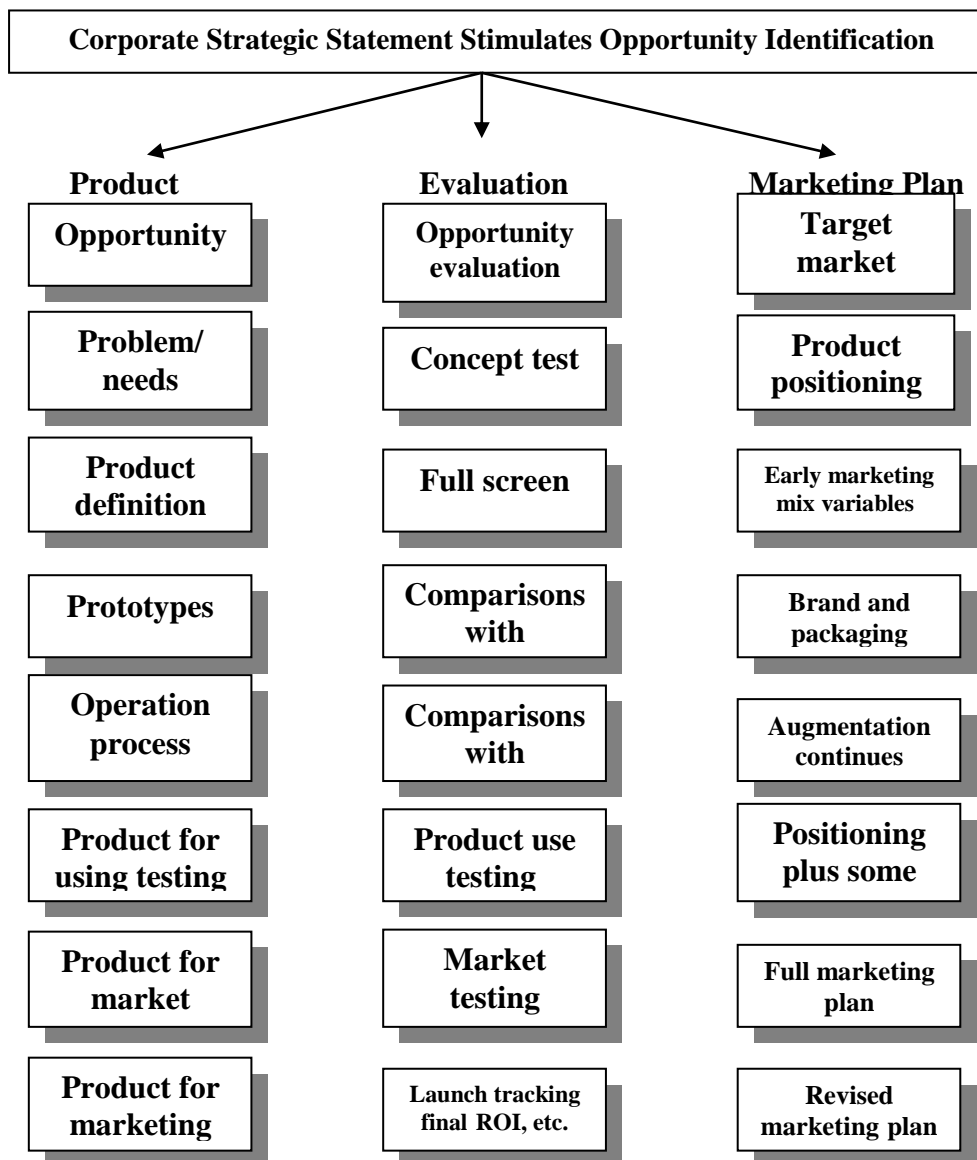 Corporate Strategic Statement Stimulates Opportunity Identification
Product
Opportunity
Problem/
needs
Product
definition
Prototypes
Operation
process
Product for
using testing
Product for
market
Product for
marketing
Evaluation
Opportunity
evaluation
Concept test
Full screen
Comparisons
with
Comparisons
with
Product use
testing
Market
testing
Launch tracking
final ROI, etc.
Marketing Plan
Target
market
Product
positioning
Early marketing
mix variables
Brand and
packaging
Augmentation
continues
Positioning
plus some
Full marketing
plan
Revised
marketing plan